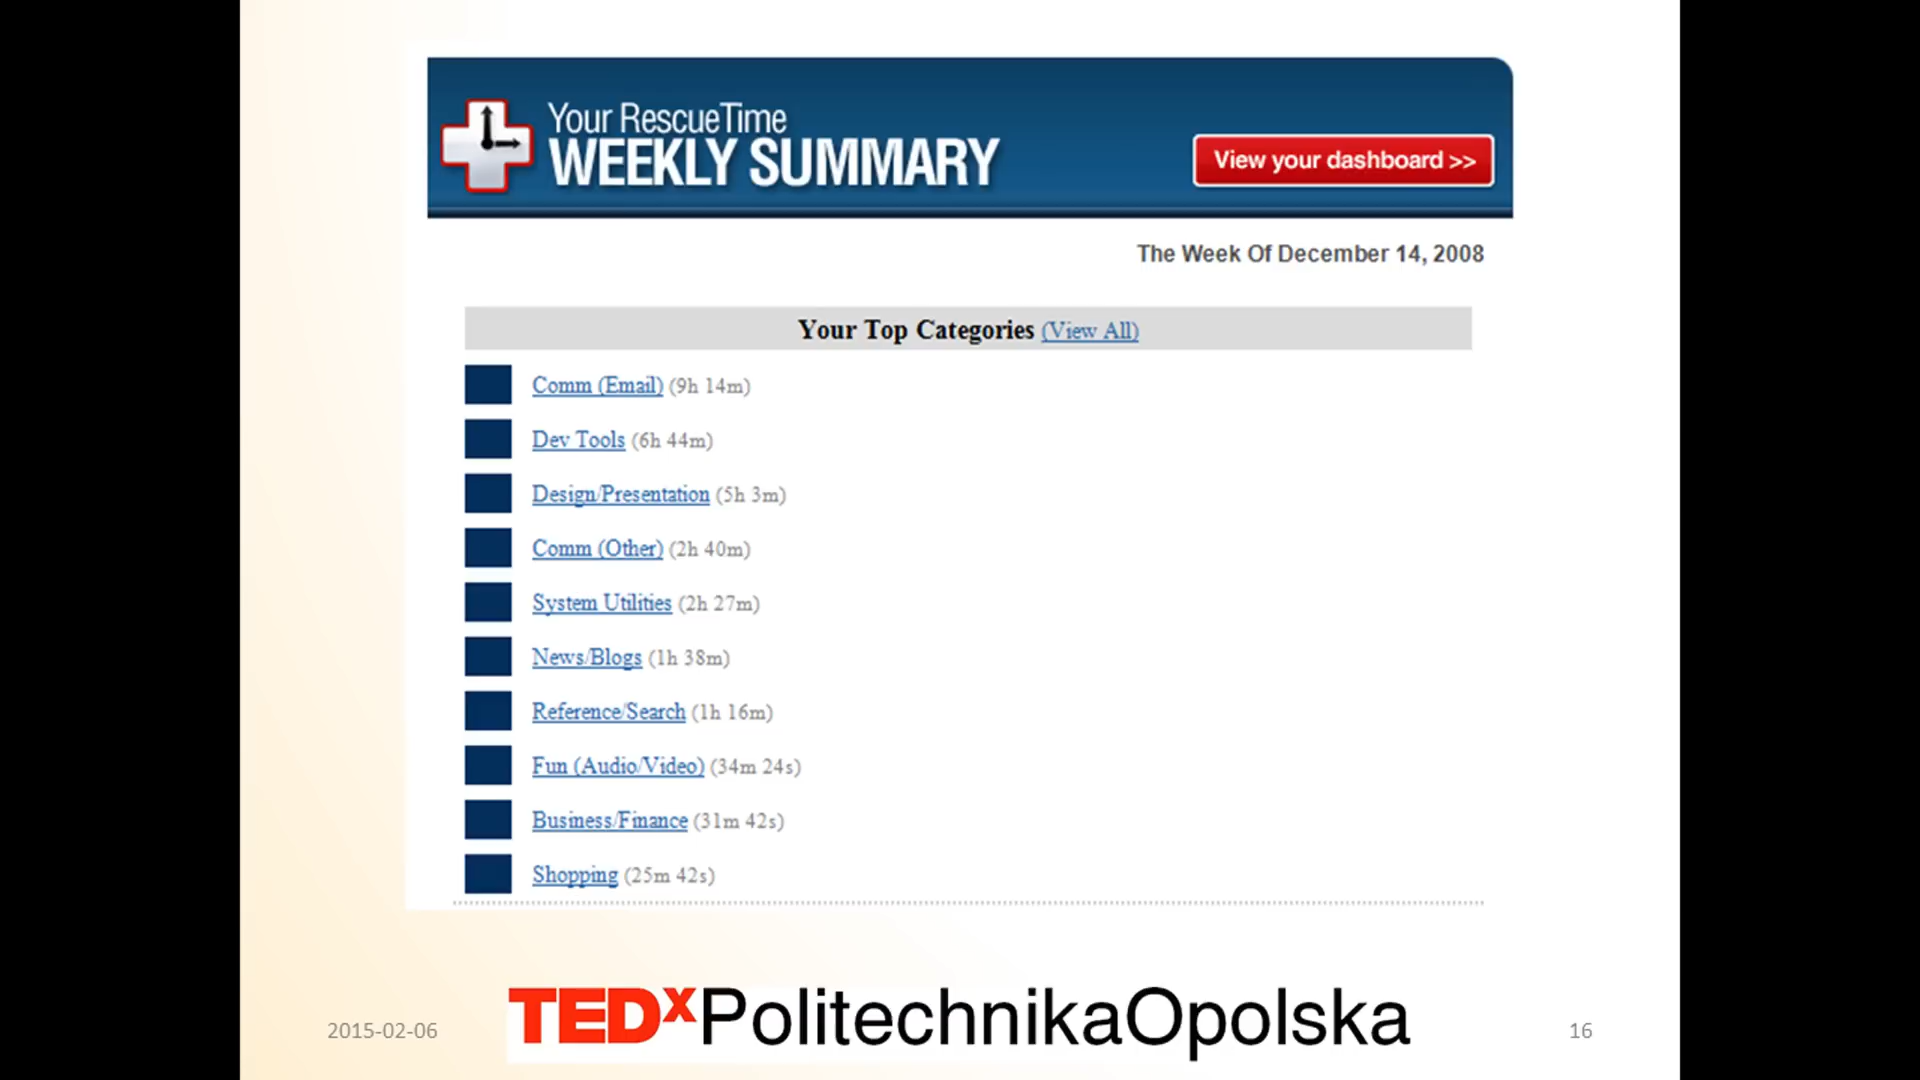 Your RescueTime
WEEKLY SUMMARY
View your dashboard >>
The Week Of December 14, 2008
Your Top Categories (View All)
Comm (Email) (9h 14m)
Dev Tools (6h 44m)
Design/Presentation (5h 3m)
Comm (Other) (2h 40m)
System Utilities (2h 27m)
News/Blogs (1h 38m)
Reference/Search (1h 16m)
Fun (Audio/Video) (34m 24s)
Business/Finance (31m 42s)
Shopping (25m 42s)
2015-02-06
TEDxPolitechnikaOpolska
16